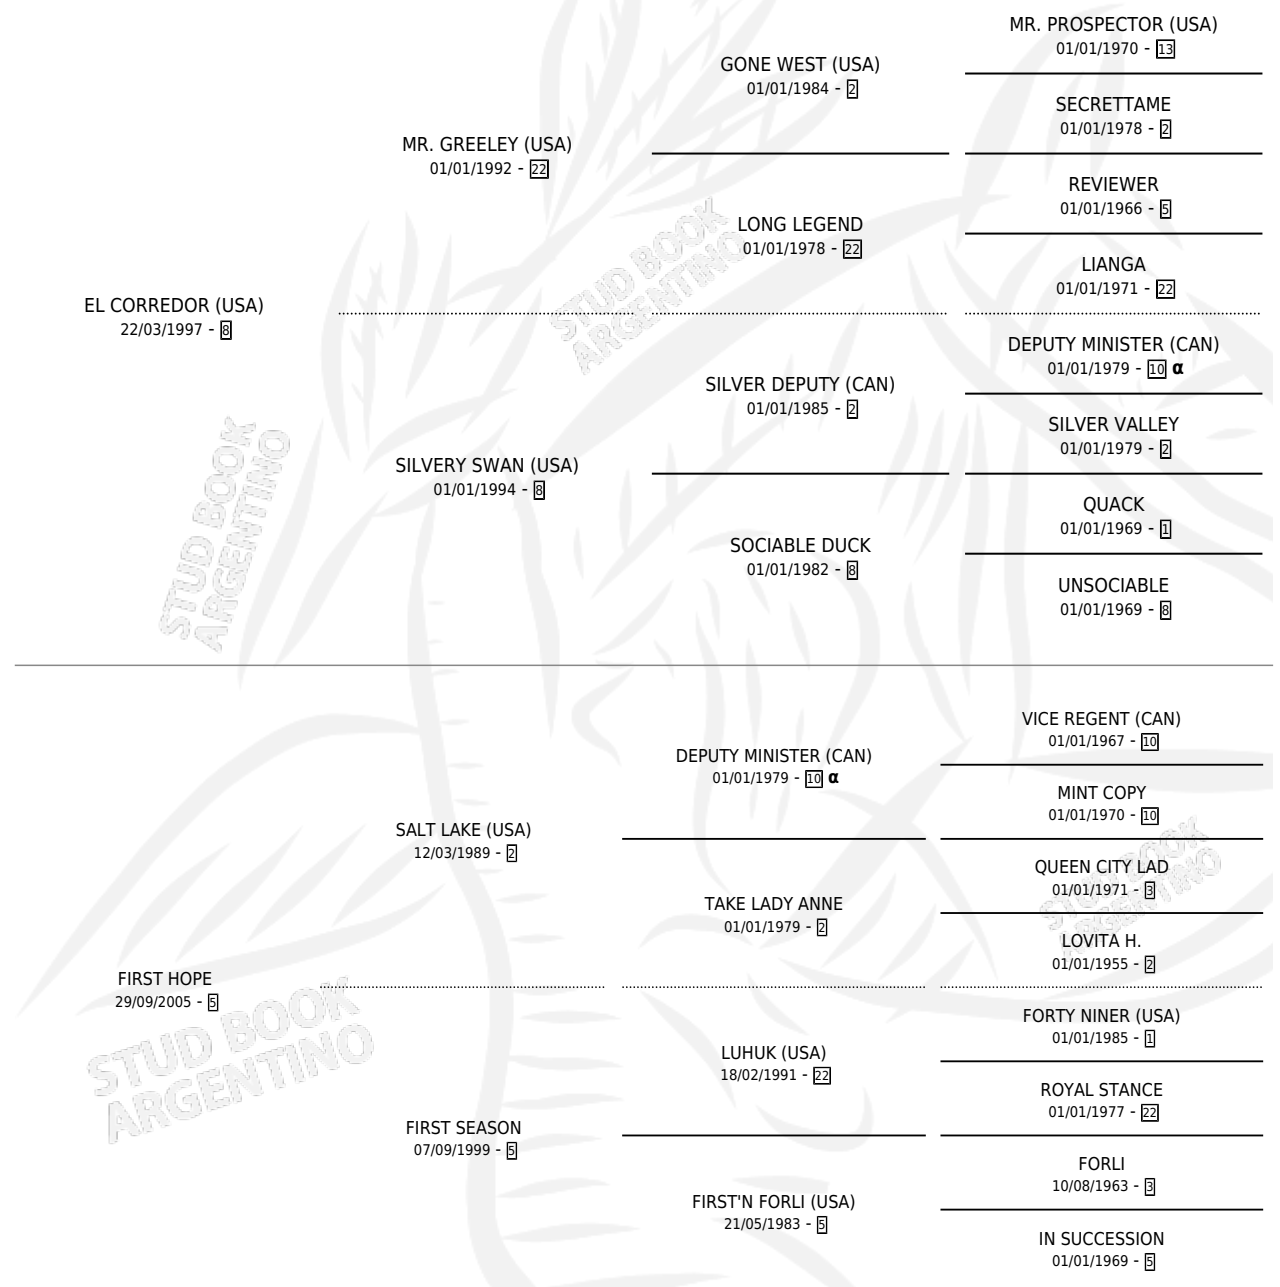 MR. PROSPECTOR (USA)
01/01/1970 - 13
GONE WEST (USA)
01/01/1984 - 2
SECRETTAME
01/01/1978 - 2
MR. GREELEY (USA)
01/01/1992 - 22
REVIEWER
01/01/1966 - 5
LONG LEGEND
01/01/1978 - 22
LIANGA
01/01/1971 - 22
EL CORREDOR (USA)
22/03/1997 - 8
STUD BOOK
ARGENTINO
DEPUTY MINISTER (CAN)
01/01/1979 - 10 α
SILVER DEPUTY (CAN)
01/01/1985 - 2
SILVER VALLEY
01/01/1979 - 2
SILVERY SWAN (USA)
01/01/1994 - 8
QUACK
01/01/1969 - 1
SOCIABLE DUCK
01/01/1982 - 8
UNSOCIABLE
01/01/1969 - 8
STUD BOOK
ARGENTINO
VICE REGENT (CAN)
01/01/1967 - 10
DEPUTY MINISTER (CAN)
01/01/1979 - 10 α
MINT COPY
01/01/1970 - 10
SALT LAKE (USA)
12/03/1989 - 2
QUEEN CITY LAD
01/01/1971 - 3
TAKE LADY ANNE
01/01/1979 - 2
LOVITA H.
01/01/1955 - 2
STUD BOOK
ARGENTINO
FIRST HOPE
29/09/2005 - 5
FORTY NINER (USA)
01/01/1985 - 1
LUHUK (USA)
18/02/1991 - 22
ROYAL STANCE
01/01/1977 - 22
STUD BOOK
ARGENTINO
FIRST SEASON
07/09/1999 - 5
FORLI
10/08/1963 - 3
FIRST'N FORLI (USA)
21/05/1983 - 5
IN SUCCESSION
01/01/1969 - 5